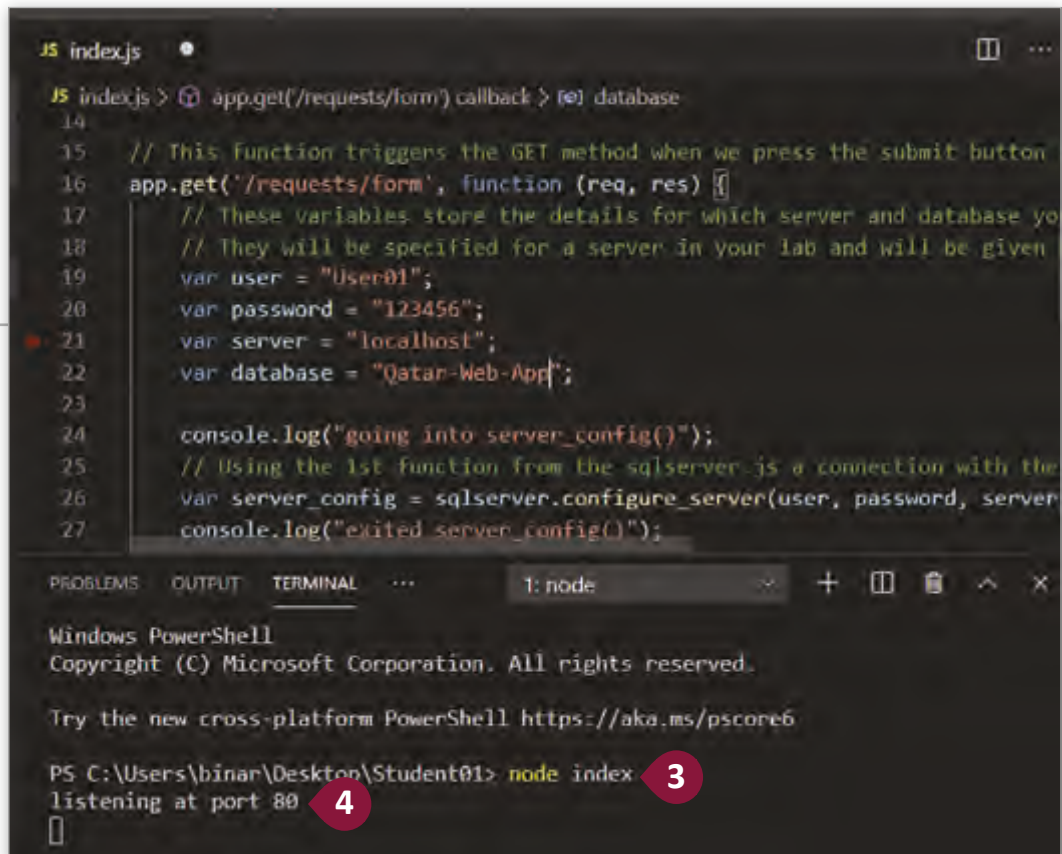 JS index.js
JS index.js > app.get('/requests/form') callback > database
14
15 // This function triggers the GET method when we press the submit button
16 app.get('/requests/form', function (req, res) {
17 // These variables store the details for which server and database yo
18 // They will be specified for a server in your lab and will be given
19 var user = "User01";
20 var password = "123456";
21 var server = "localhost";
22 var database = "Qatar-Web-App";
23
24 console.log("going into server_config()");
25 // Using the 1st function from the sqlserver.js a connection with the
26 var server_config = sqlserver.configure_server(user, password, server
27 console.log("exited server_config()");
PROBLEMS OUTPUT TERMINAL ... 1: node
Windows PowerShell
Copyright (C) Microsoft Corporation. All rights reserved.
Try the new cross-platform PowerShell https://aka.ms/pscore6
PS C:\Users\binar\Desktop\Student01> node index 3
listening at port 80 4